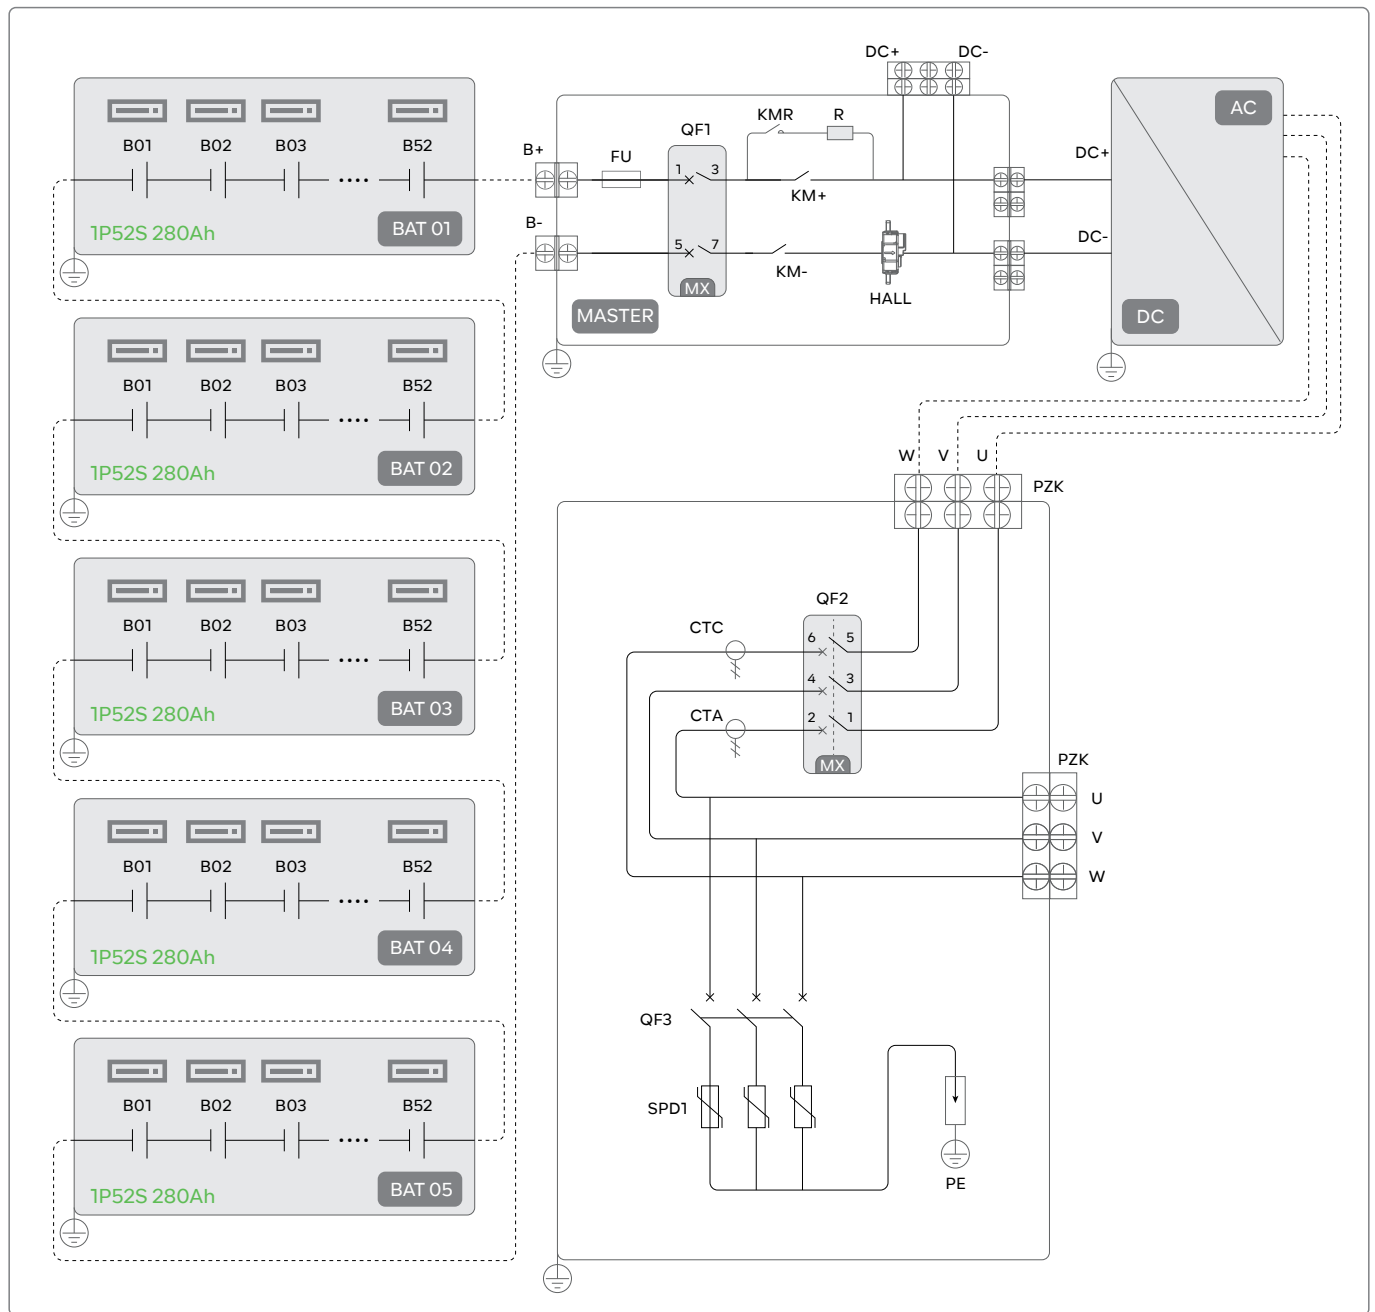 B01 B02 B03 B52
1P52S 280Ah
BAT 01
B01 B02 B03 B52
1P52S 280Ah
BAT 02
B01 B02 B03 B52
1P52S 280Ah
BAT 03
B01 B02 B03 B52
1P52S 280Ah
BAT 04
B01 B02 B03 B52
1P52S 280Ah
BAT 05
DC+ DC-
KMR R
QF1
B+ FU
1 3
KM+
B-
5 7
KM-
MX
HALL
MASTER
AC
DC+
DC-
DC
W V U
PZK
QF2
CTC
6 5
4 3
CTA
2 1
MX
PZK
U
V
W
QF3
SPD1
PE